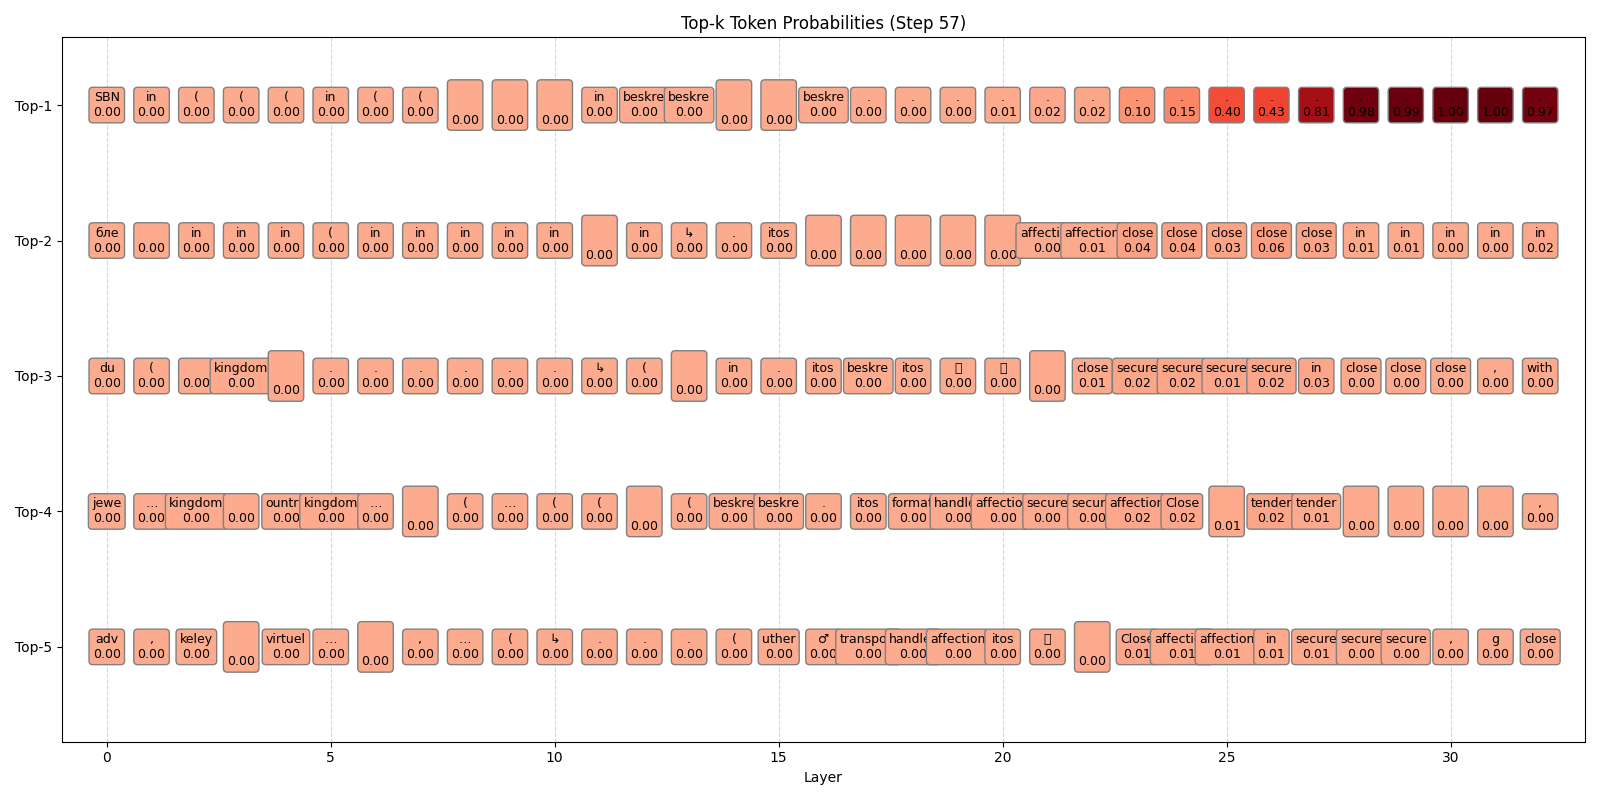 Top-k Token Probabilities (Step 57)
Top-1
SBN in ( ( ( in ( ( in beskre beskre beskre . . . . . . . . . . . . . . . .
0.00 0.00 0.00 0.00 0.00 0.00 0.00 0.00 0.00 0.00 0.00 0.00 0.00 0.00 0.00 0.00 0.00 0.00 0.00 0.00 0.01 0.02 0.02 0.10 0.15 0.40 0.43 0.81 0.98 0.99 1.00 1.00 0.97
Top-2
бле in in in ( in in in in in in ↳ . itos affecti affection close close close close close in in in in in
0.00 0.00 0.00 0.00 0.00 0.00 0.00 0.00 0.00 0.00 0.00 0.00 0.00 0.00 0.00 0.00 0.00 0.00 0.00 0.00 0.00 0.00 0.01 0.04 0.04 0.03 0.06 0.03 0.01 0.01 0.00 0.00 0.02
Top-3
du ( kingdom . . . . . . ↳ ( in . itos beskre itos close secure secure secure secure in close close close , with
0.00 0.00 0.00 0.00 0.00 0.00 0.00 0.00 0.00 0.00 0.00 0.00 0.00 0.00 0.00 0.00 0.00 0.00 0.00 0.00 0.00 0.00 0.01 0.02 0.02 0.01 0.02 0.03 0.00 0.00 0.00 0.00 0.00
Top-4
jewe ... kingdom ountr kingdom ... ( ... ( ( ( beskre beskre . itos format handle affectio secure secur affection Close tender tender ,
0.00 0.00 0.00 0.00 0.00 0.00 0.00 0.00 0.00 0.00 0.00 0.00 0.00 0.00 0.00 0.00 0.00 0.00 0.00 0.00 0.00 0.00 0.00 0.02 0.02 0.01 0.02 0.01 0.00 0.00 0.00 0.00 0.00
Top-5
adv , keley virtuel ... , ... ( ↳ . . . ( uther ♂ transpo handle affection itos Close affecti affection in secure secure secure , g close
0.00 0.00 0.00 0.00 0.00 0.00 0.00 0.00 0.00 0.00 0.00 0.00 0.00 0.00 0.00 0.00 0.00 0.00 0.00 0.00 0.00 0.00 0.00 0.01 0.01 0.01 0.01 0.01 0.00 0.00 0.00 0.00 0.00
0 5 10 15 20 25 30
Layer